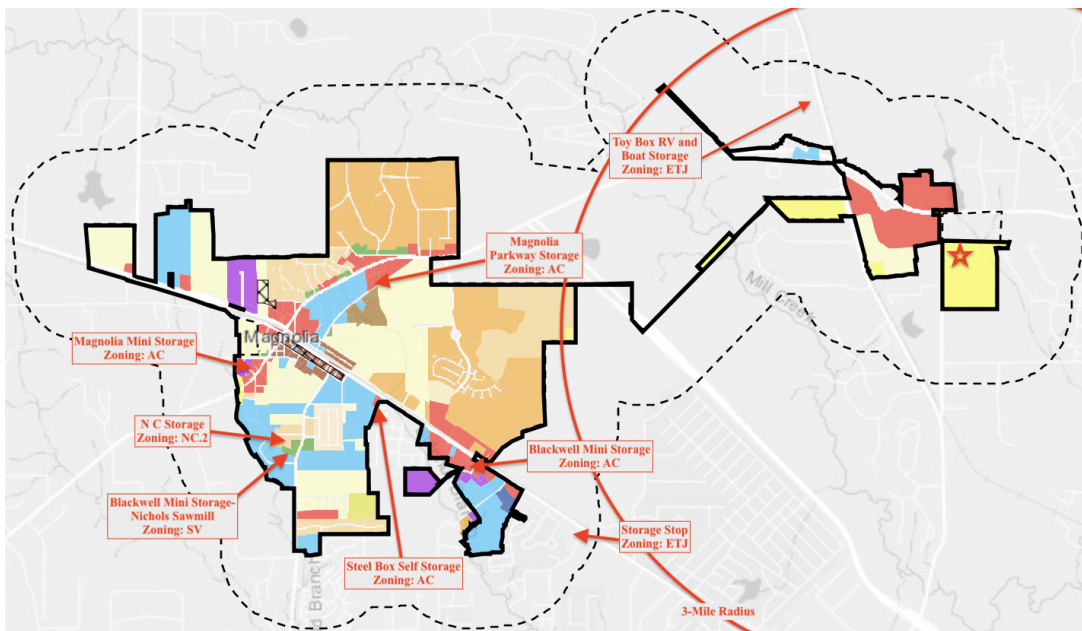 Toy Box RV and
Boat Storage
Zoning: ETJ
Magnolia
Parkway Storage
Zoning: AC
Mill Creek
Magnolia
Magnolia Mini Storage
Zoning: AC
N C Storage
Zoning: NC.2
Blackwell Mini Storage
Zoning: AC
Blackwell Mini Storage-
Nichols Sawmill
Zoning: SV
Storage Stop
Zoning: ETJ
Steel Box Self Storage
Zoning: AC
Branch
3-Mile Radius